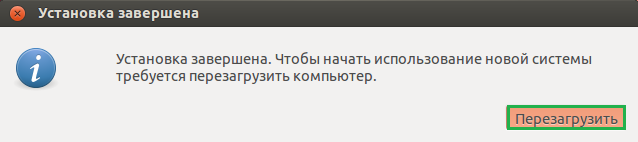 Установка завершена
Установка завершена. Чтобы начать использование новой системы
требуется перезагрузить компьютер.
Перезагрузить